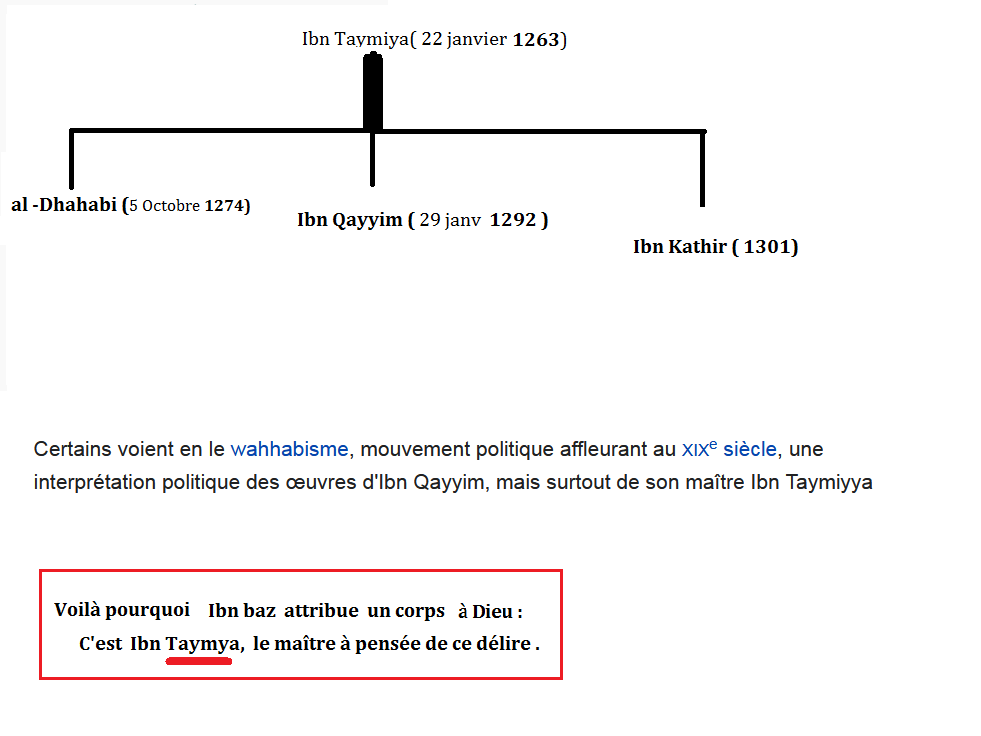 Ibn Taymiya( 22 janvier 1263)
al -Dhahabi (5 Octobre 1274)
Ibn Qayyim ( 29 janv 1292 )
Ibn Kathir ( 1301)
Certains voient en le wahhabisme, mouvement politique affleurant au XIXe siècle, une
interprétation politique des œuvres d'Ibn Qayyim, mais surtout de son maître Ibn Taymiyya
Voilà pourquoi Ibn baz attribue un corps à Dieu :
C'est Ibn Taymya, le maître à pensée de ce délire .